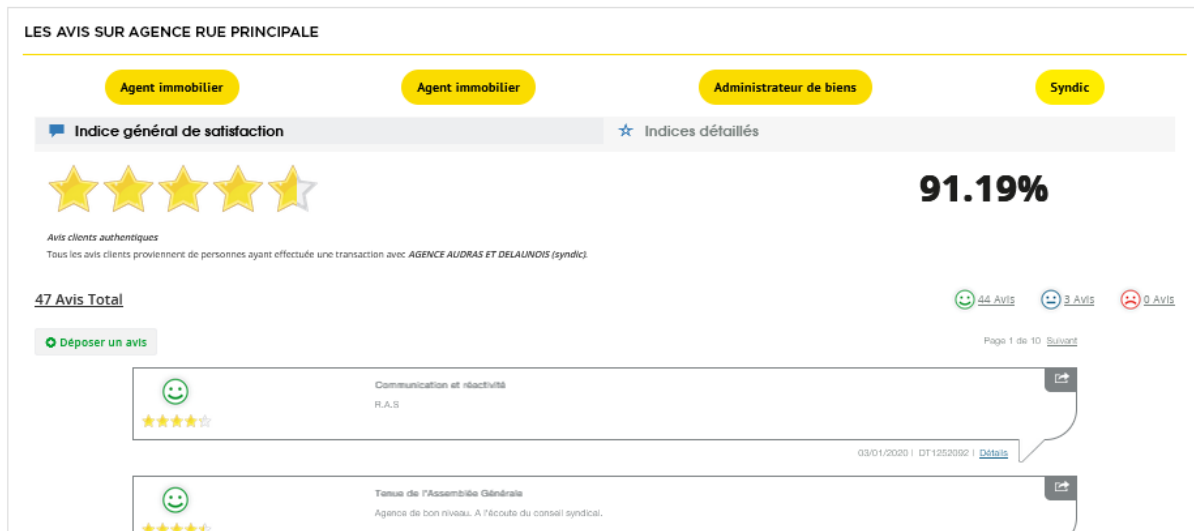 LES AVIS SUR AGENCE RUE PRINCIPALE
Agent immobilier
Agent immobilier
Administrateur de biens
Syndic
Indice général de satisfaction
Indices détaillés
91.19%
Avis clients authentiques
Tous les avis clients proviennent de personnes ayant effectuée une transaction avec AGENCE AUDRAS ET DELAUNOIS (syndic).
47 Avis Total
44 Avis
3 Avis
0 Avis
Déposer un avis
Page 1 de 10 Suivant
Communication et réactivité
R.A.S
03/01/2020 | DT1252092 | Détails
Tenue de l'Assemblée Générale
Agence de bon niveau. A l'écoute du conseil syndical.